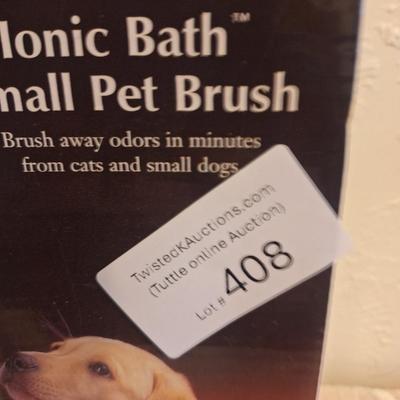 Ionic Bath™
mall Pet Brush
Brush away odors in minutes
from cats and small dogs
TwistedKAuctions.com
(Tuttle online Auction)
Lot # 408